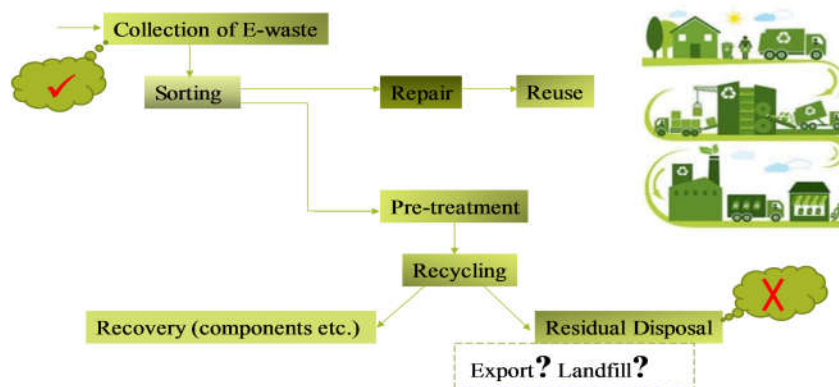 Collection of E-waste
Sorting
Repair
Reuse
Pre-treatment
Recycling
Recovery (components etc.)
Residual Disposal
Export? Landfill?